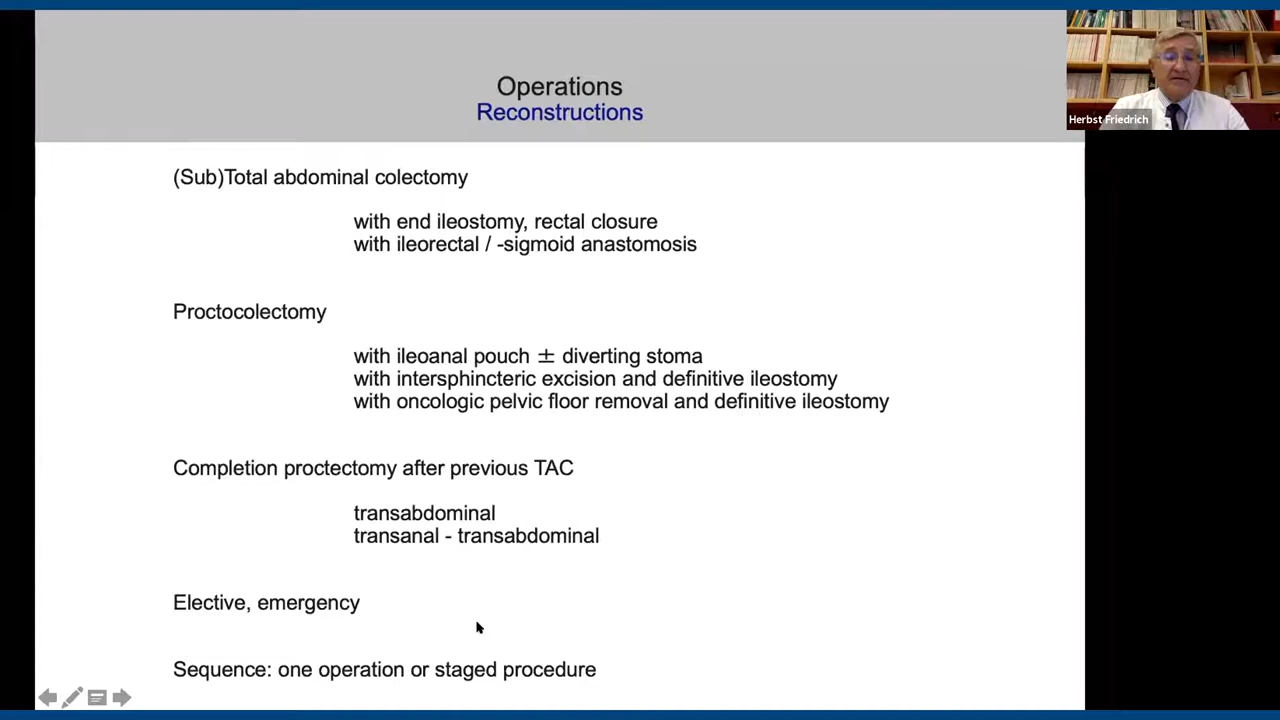 Operations
Reconstructions
Herbst Friedrich
(Sub)Total abdominal colectomy
with end ileostomy, rectal closure
with ileorectal / -sigmoid anastomosis
Proctocolectomy
with ileoanal pouch ± diverting stoma
with intersphincteric excision and definitive ileostomy
with oncologic pelvic floor removal and definitive ileostomy
Completion proctectomy after previous TAC
transabdominal
transanal - transabdominal
Elective, emergency
Sequence: one operation or staged procedure